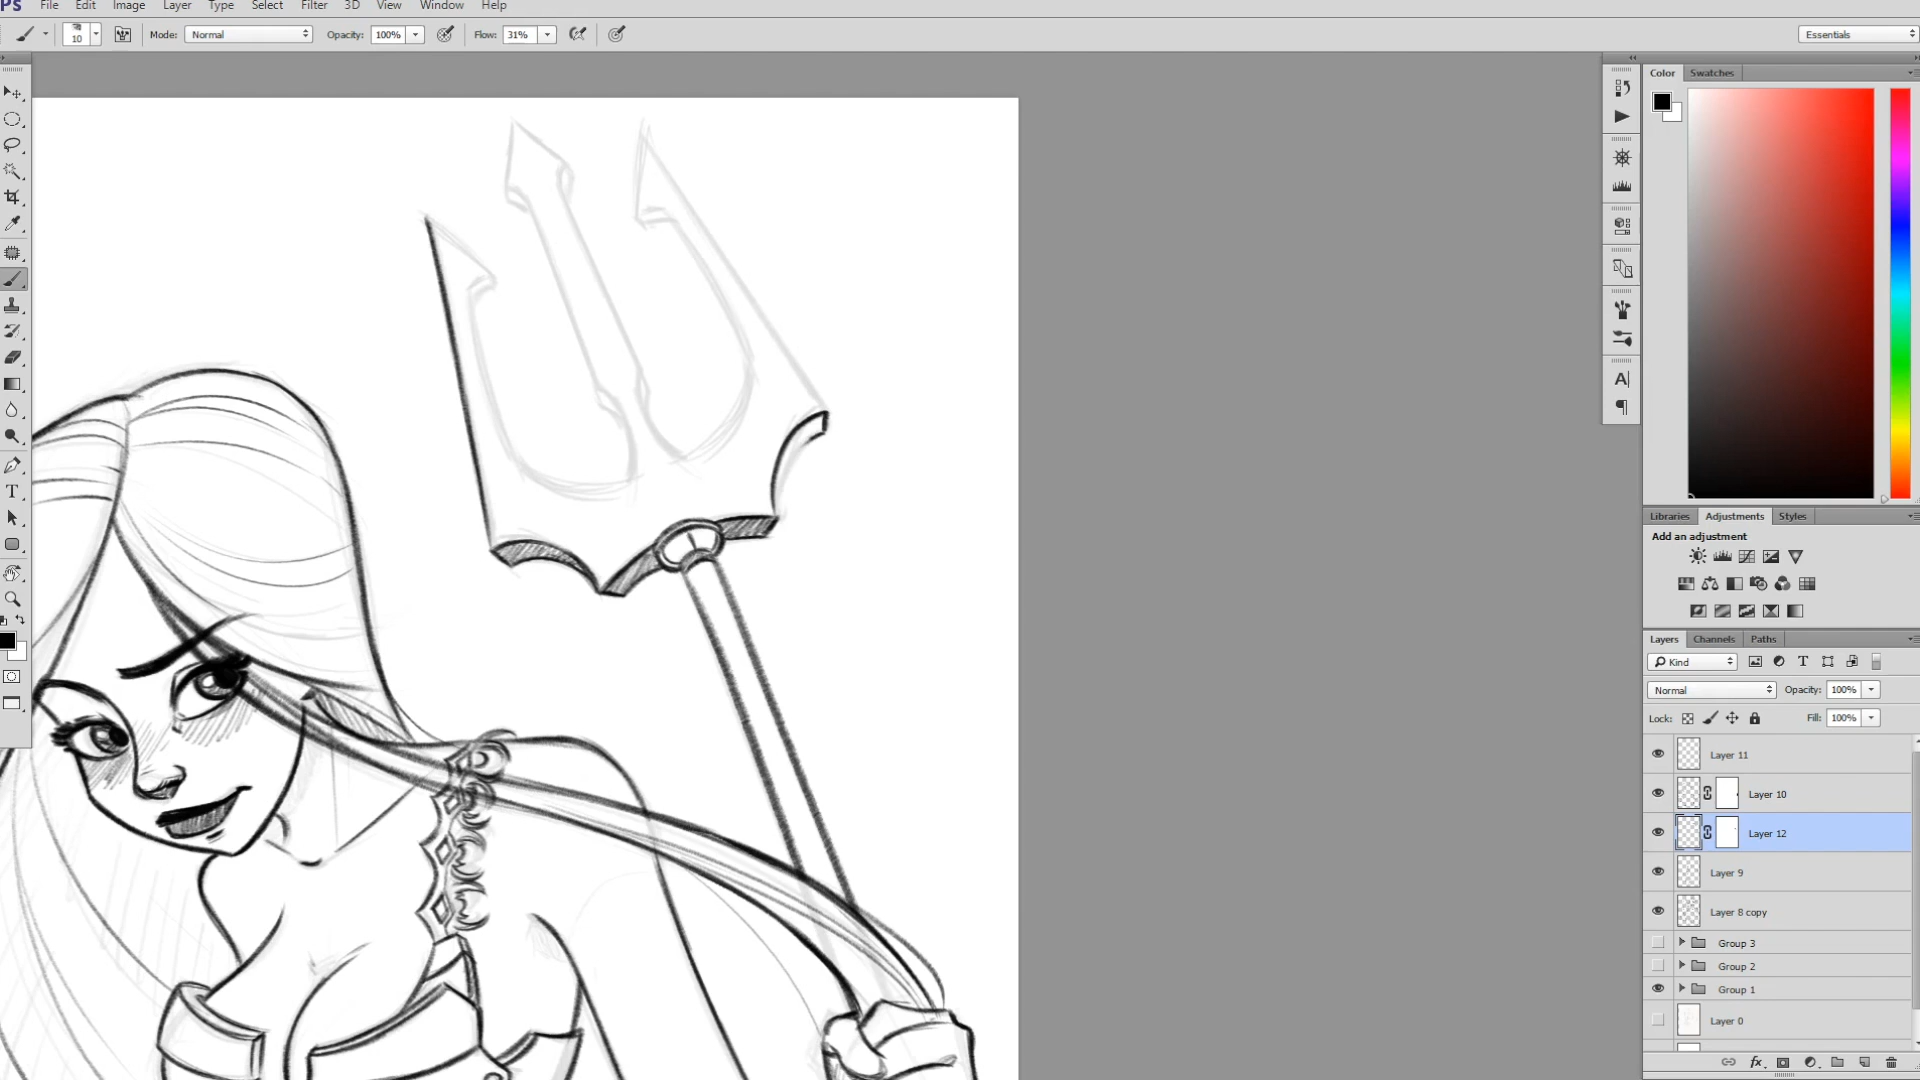 Ps File Edit Image Layer Type Select Filter 3D View Window Help
10 Mode: Normal Opacity: 100% Flow: 31% Essentials
Color Swatches
A
T
Libraries Adjustments Styles
Add an adjustment
Layers Channels Paths
Kind T
Normal Opacity: 100%
Lock: Fill: 100%
Layer 11
Layer 10
Layer 12
Layer 9
Layer 8 copy
Group 3
Group 2
Group 1
Layer 0
fx